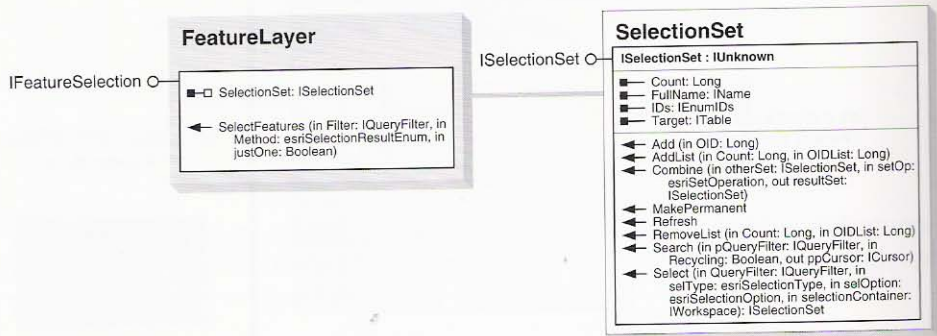 FeatureLayer
IFeatureSelection
SelectionSet: ISelectionSet
SelectFeatures (in Filter: IQueryFilter, in
Method: esriSelectionResultEnum, in
justOne: Boolean)
SelectionSet
ISelectionSet
ISelectionSet : IUnknown
Count: Long
FullName: IName
IDs: IEnumIDs
Target: ITable
Add (in OID: Long)
AddList (in Count: Long, in OIDList: Long)
Combine (in otherSet: ISelectionSet, in setOp:
esriSetOperation, out resultSet:
ISelectionSet)
MakePermanent
Refresh
RemoveList (in Count: Long, in OIDList: Long)
Search (in pQueryFilter: IQueryFilter, in
Recycling: Boolean, out ppCursor: ICursor)
Select (in QueryFilter: IQueryFilter, in
selType: esriSelectionType, in selOption:
esriSelectionOption, in selectionContainer:
IWorkspace): ISelectionSet